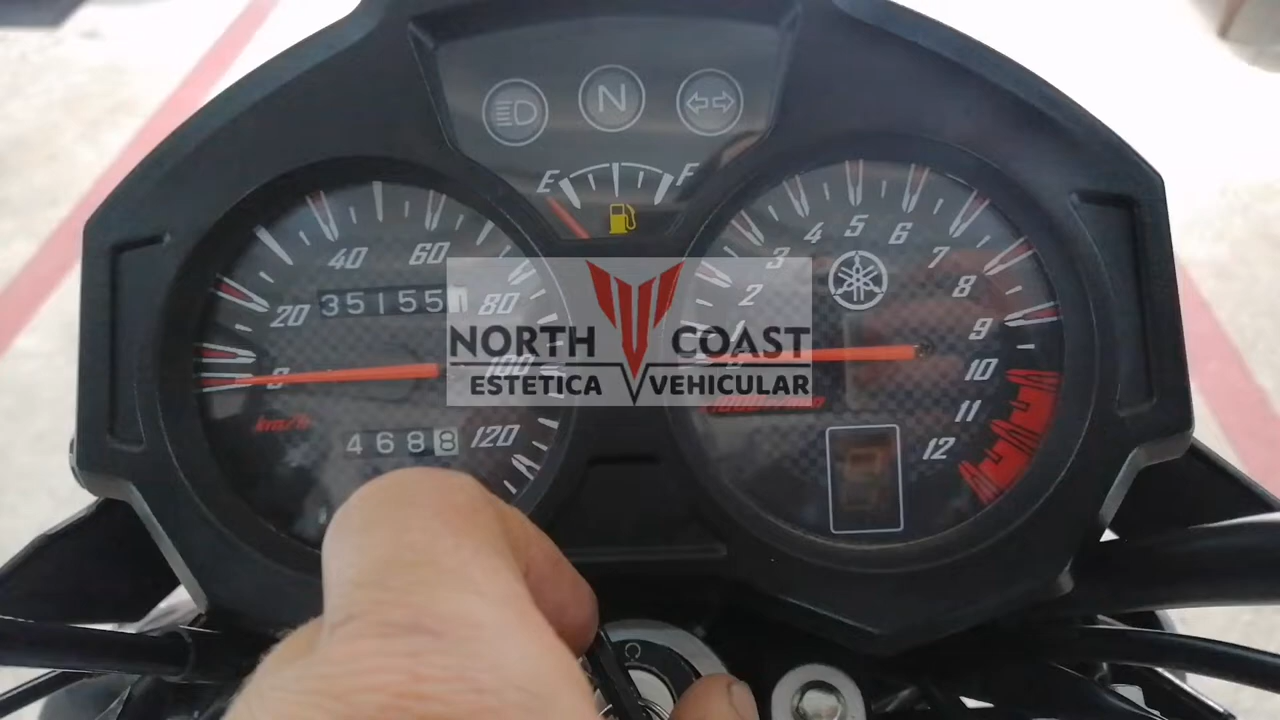 N
E F
40 60
20 80
35155
0 100
km/h
4688 120
NORTH COAST
ESTETICA VEHICULAR
2 3 4 5 6 7 8 9 10 11 12